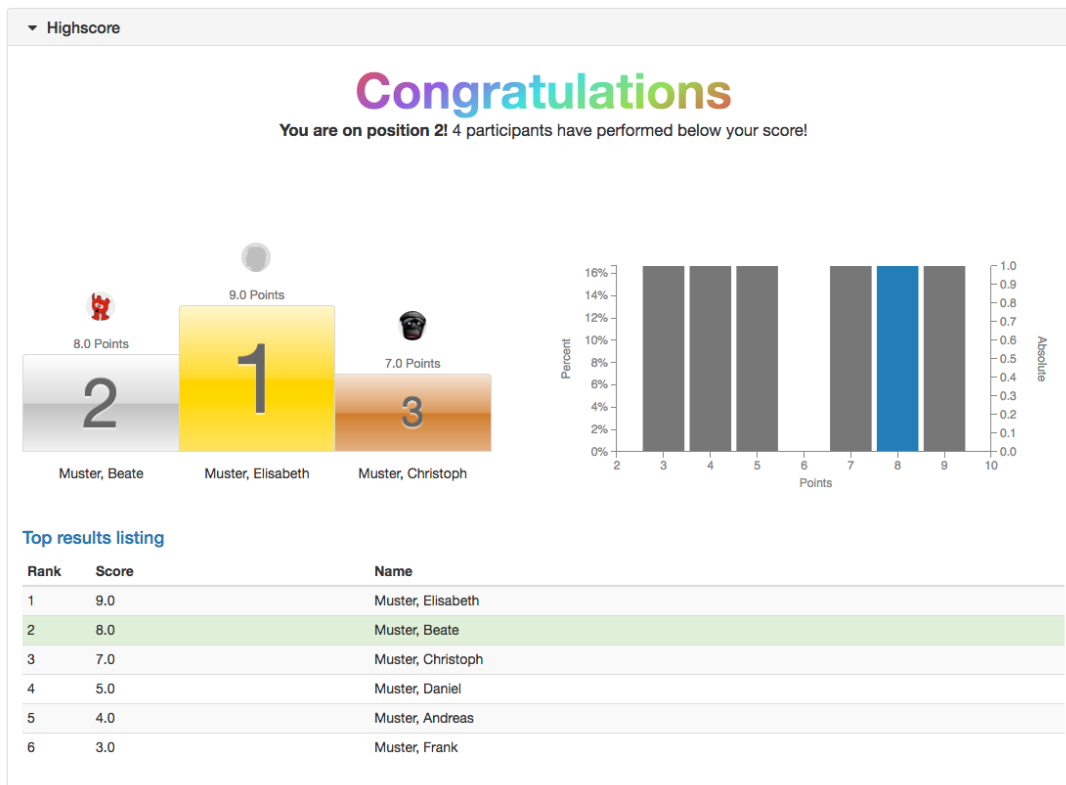 Highscore
Congratulations
You are on position 2! 4 participants have performed below your score!
9.0 Points
8.0 Points
7.0 Points
1
2
3
Muster, Beate Muster, Elisabeth Muster, Christoph
16%
14%
12%
10%
8%
6%
4%
2%
0%
Percent
1.0
0.9
0.8
0.7
0.6
0.5
0.4
0.3
0.2
0.1
0.0
Absolute
2 3 4 5 6 7 8 9 10
Points
Top results listing
Rank Score Name
1 9.0 Muster, Elisabeth
2 8.0 Muster, Beate
3 7.0 Muster, Christoph
4 5.0 Muster, Daniel
5 4.0 Muster, Andreas
6 3.0 Muster, Frank